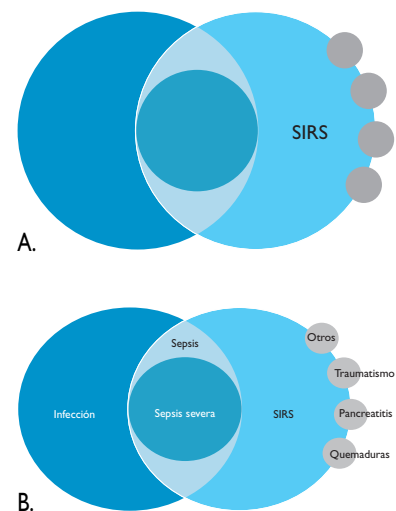 SIRS
A.
Otros
Sepsis
Traumatismo
Infección
Sepsis severa
SIRS
Pancreatitis
Quemaduras
B.